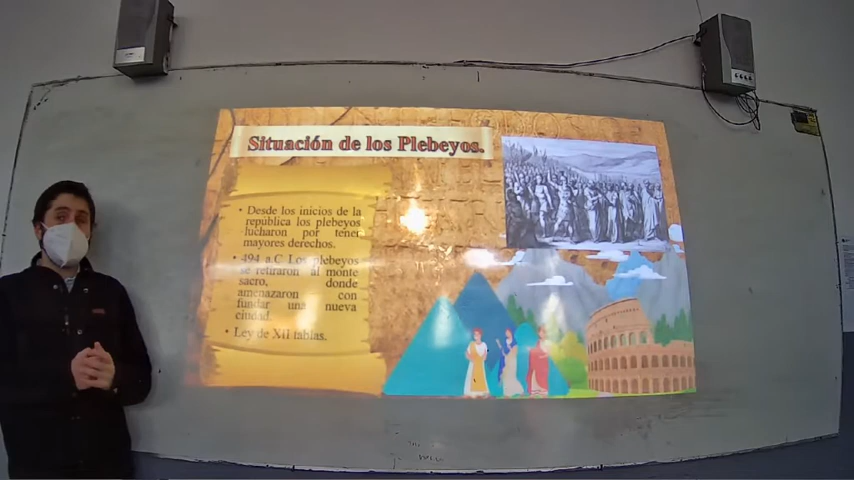 Situación de los Plebeyos.
• Desde los inicios de la
república los plebeyos
lucharon por tener
mayores derechos.
• 494 a.C Los plebeyos
se retiraron al monte
sacro, donde
amenazaron con
fundar una nueva
ciudad.
• Ley de XII tablas.